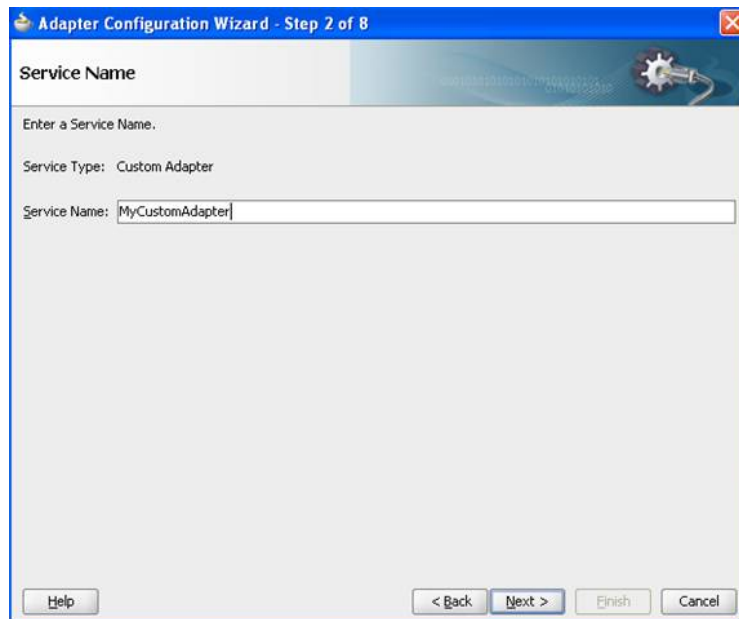 Adapter Configuration Wizard - Step 2 of 8
Service Name
Enter a Service Name.
Service Type: Custom Adapter
Service Name: MyCustomAdapter
Help < Back Next > Finish Cancel